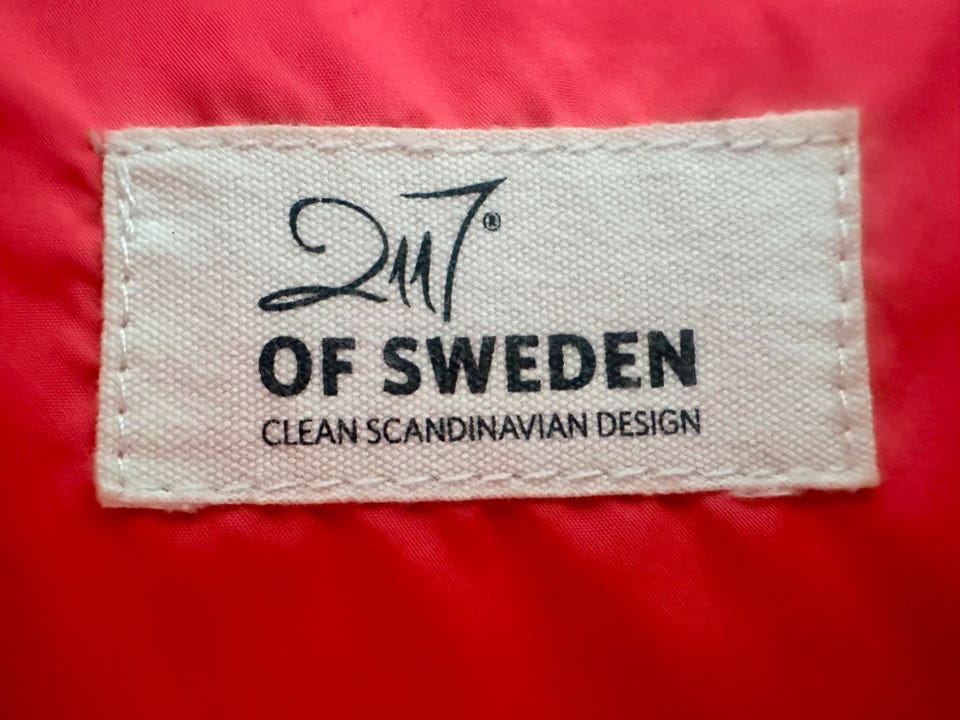 2117®
OF SWEDEN
CLEAN SCANDINAVIAN DESIGN